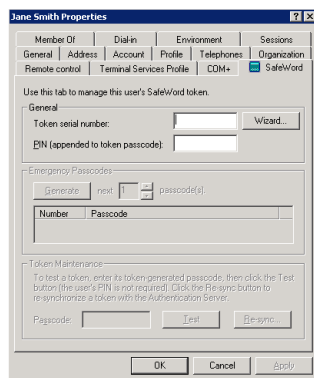 Jane Smith Properties
Member Of Dial-in Environment Sessions
General Address Account Profile Telephones Organization
Remote control Terminal Services Profile COM+ SafeWord
Use this tab to manage this user's SafeWord token.
General
Token serial number: Wizard...
PIN (appended to token passcode):
Emergency Passcodes
Generate next 1 passcode(s).
Number Passcode
Token Maintenance
To test a token, enter its token-generated passcode, then click the Test
button (the user's PIN is not required). Click the Re-sync button to
re-synchronize a token with the Authentication Server.
Passcode: Test Re-sync...
OK Cancel Apply